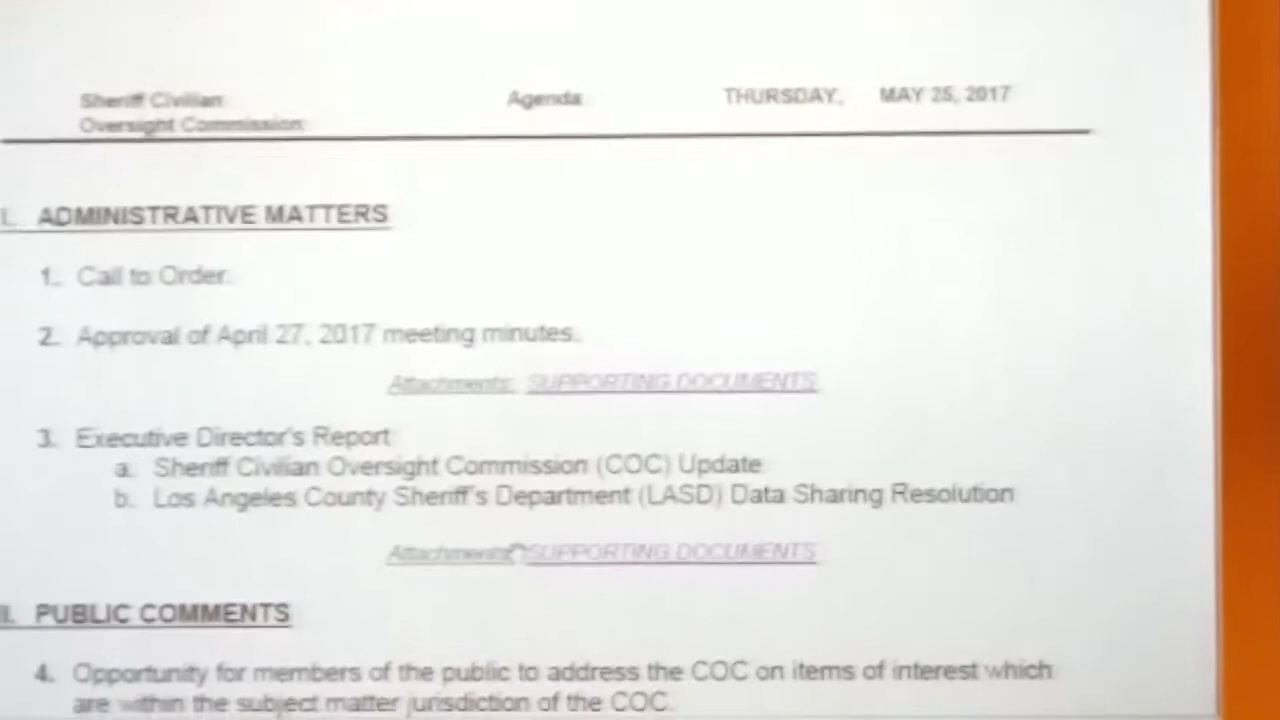 Sheriff Civilian Agenda THURSDAY, MAY 25, 2017
Oversight Commission
I. ADMINISTRATIVE MATTERS
1. Call to Order.
2. Approval of April 27, 2017 meeting minutes.
Attachments: SUPPORTING DOCUMENTS
3. Executive Director's Report
a. Sheriff Civilian Oversight Commission (COC) Update
b. Los Angeles County Sheriff's Department (LASD) Data Sharing Resolution
Attachments: SUPPORTING DOCUMENTS
II. PUBLIC COMMENTS
4. Opportunity for members of the public to address the COC on items of interest which
are within the subject matter jurisdiction of the COC.